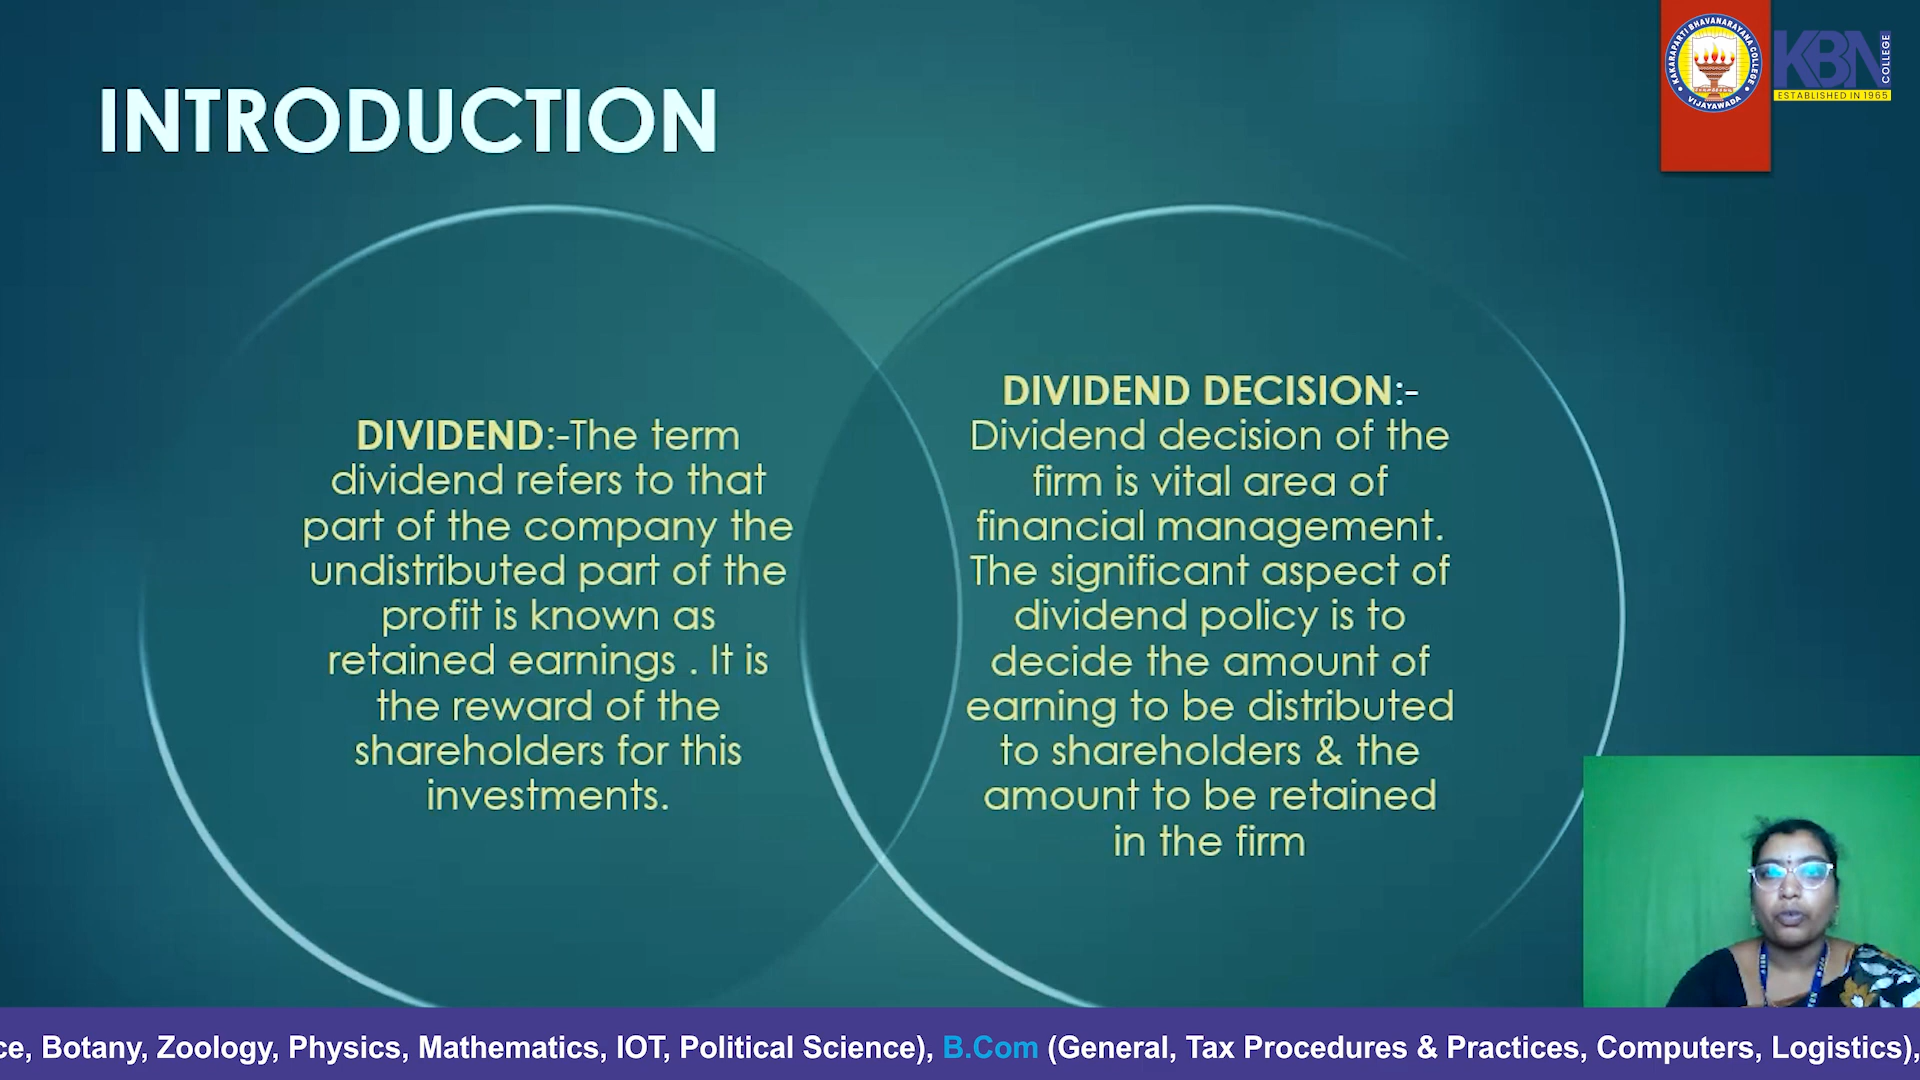 INTRODUCTION
KAKARAPARTI BHAVANARAYANA COLLEGE
VIJAYAWADA
KBN
COLLEGE
ESTABLISHED IN 1965
DIVIDEND:-The term
dividend refers to that
part of the company the
undistributed part of the
profit is known as
retained earnings . It is
the reward of the
shareholders for this
investments.
DIVIDEND DECISION:-
Dividend decision of the
firm is vital area of
financial management.
The significant aspect of
dividend policy is to
decide the amount of
earning to be distributed
to shareholders & the
amount to be retained
in the firm
ce, Botany, Zoology, Physics, Mathematics, IOT, Political Science), B.Com (General, Tax Procedures & Practices, Computers, Logistics),